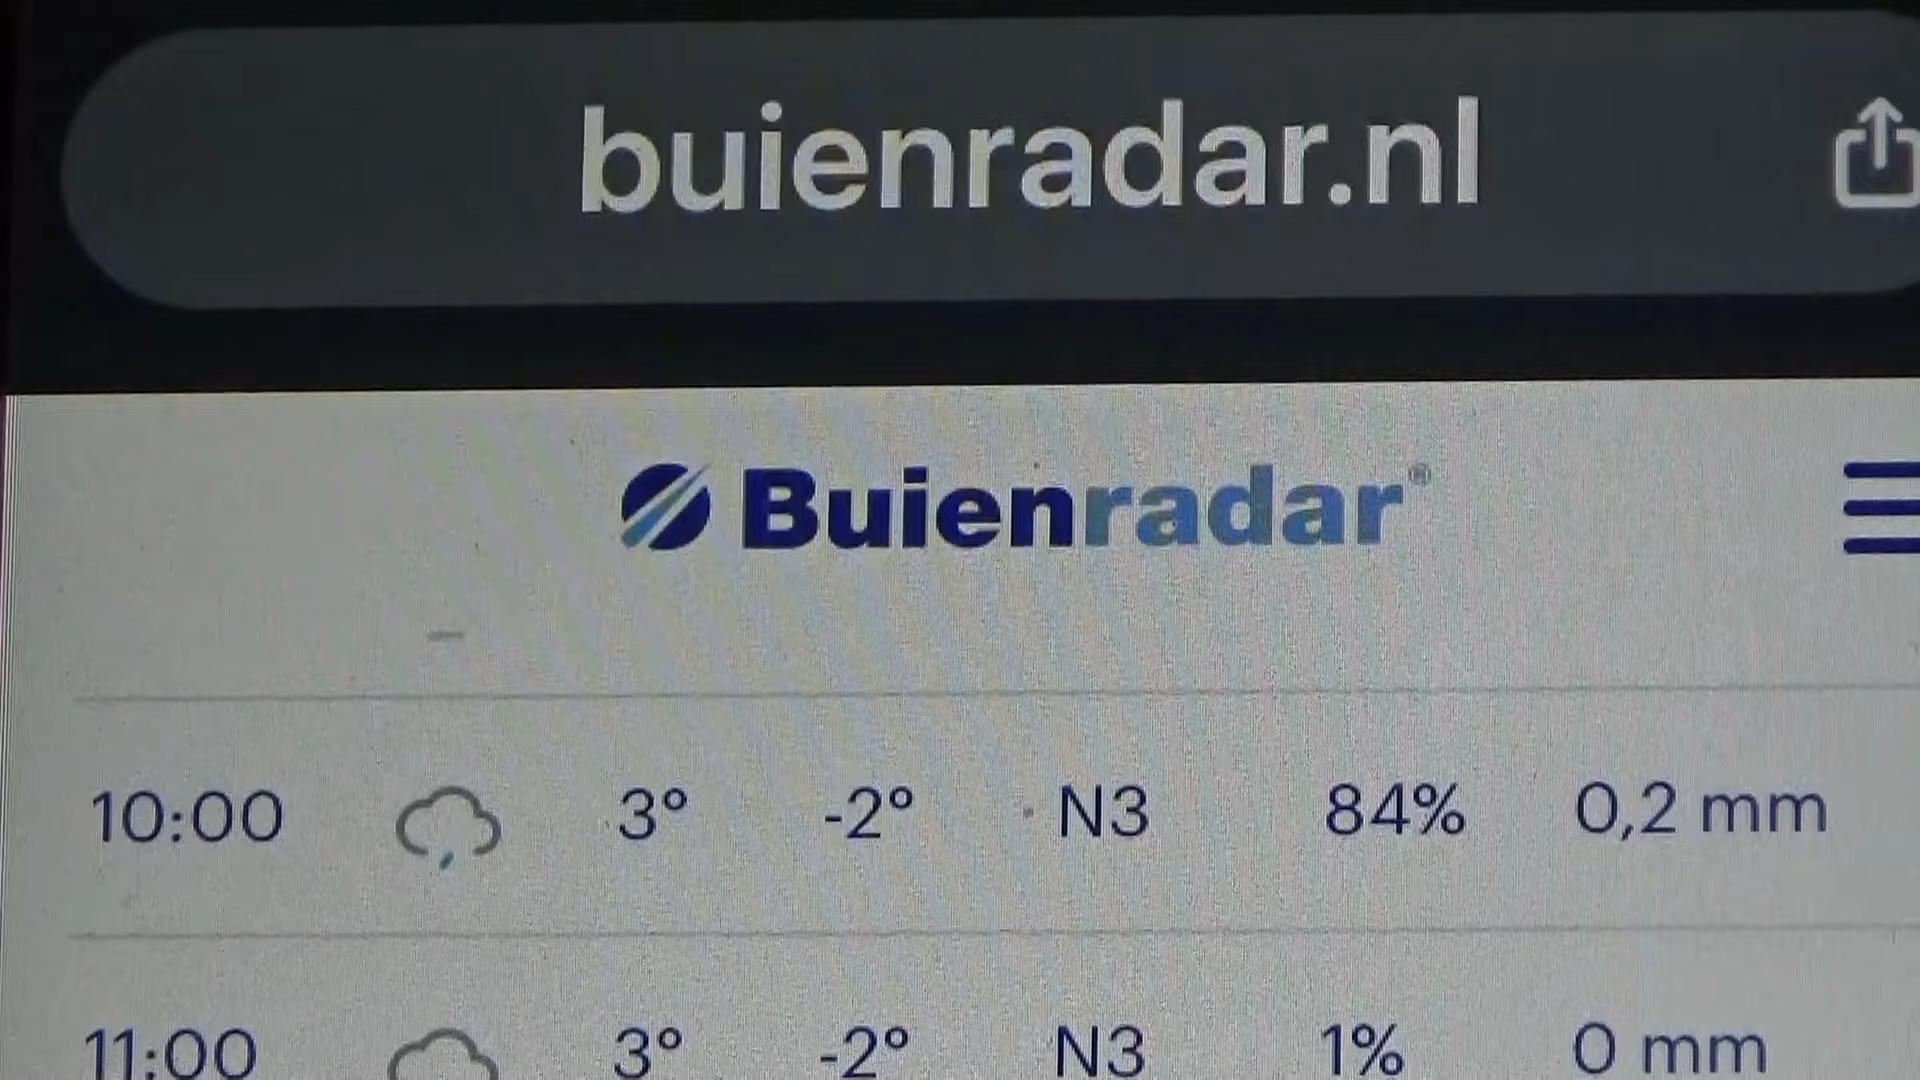 buienradar.nl
Buienradar®
10:00 3° -2° N3 84% 0,2 mm
11:00 3° -2° N3 1% 0 mm